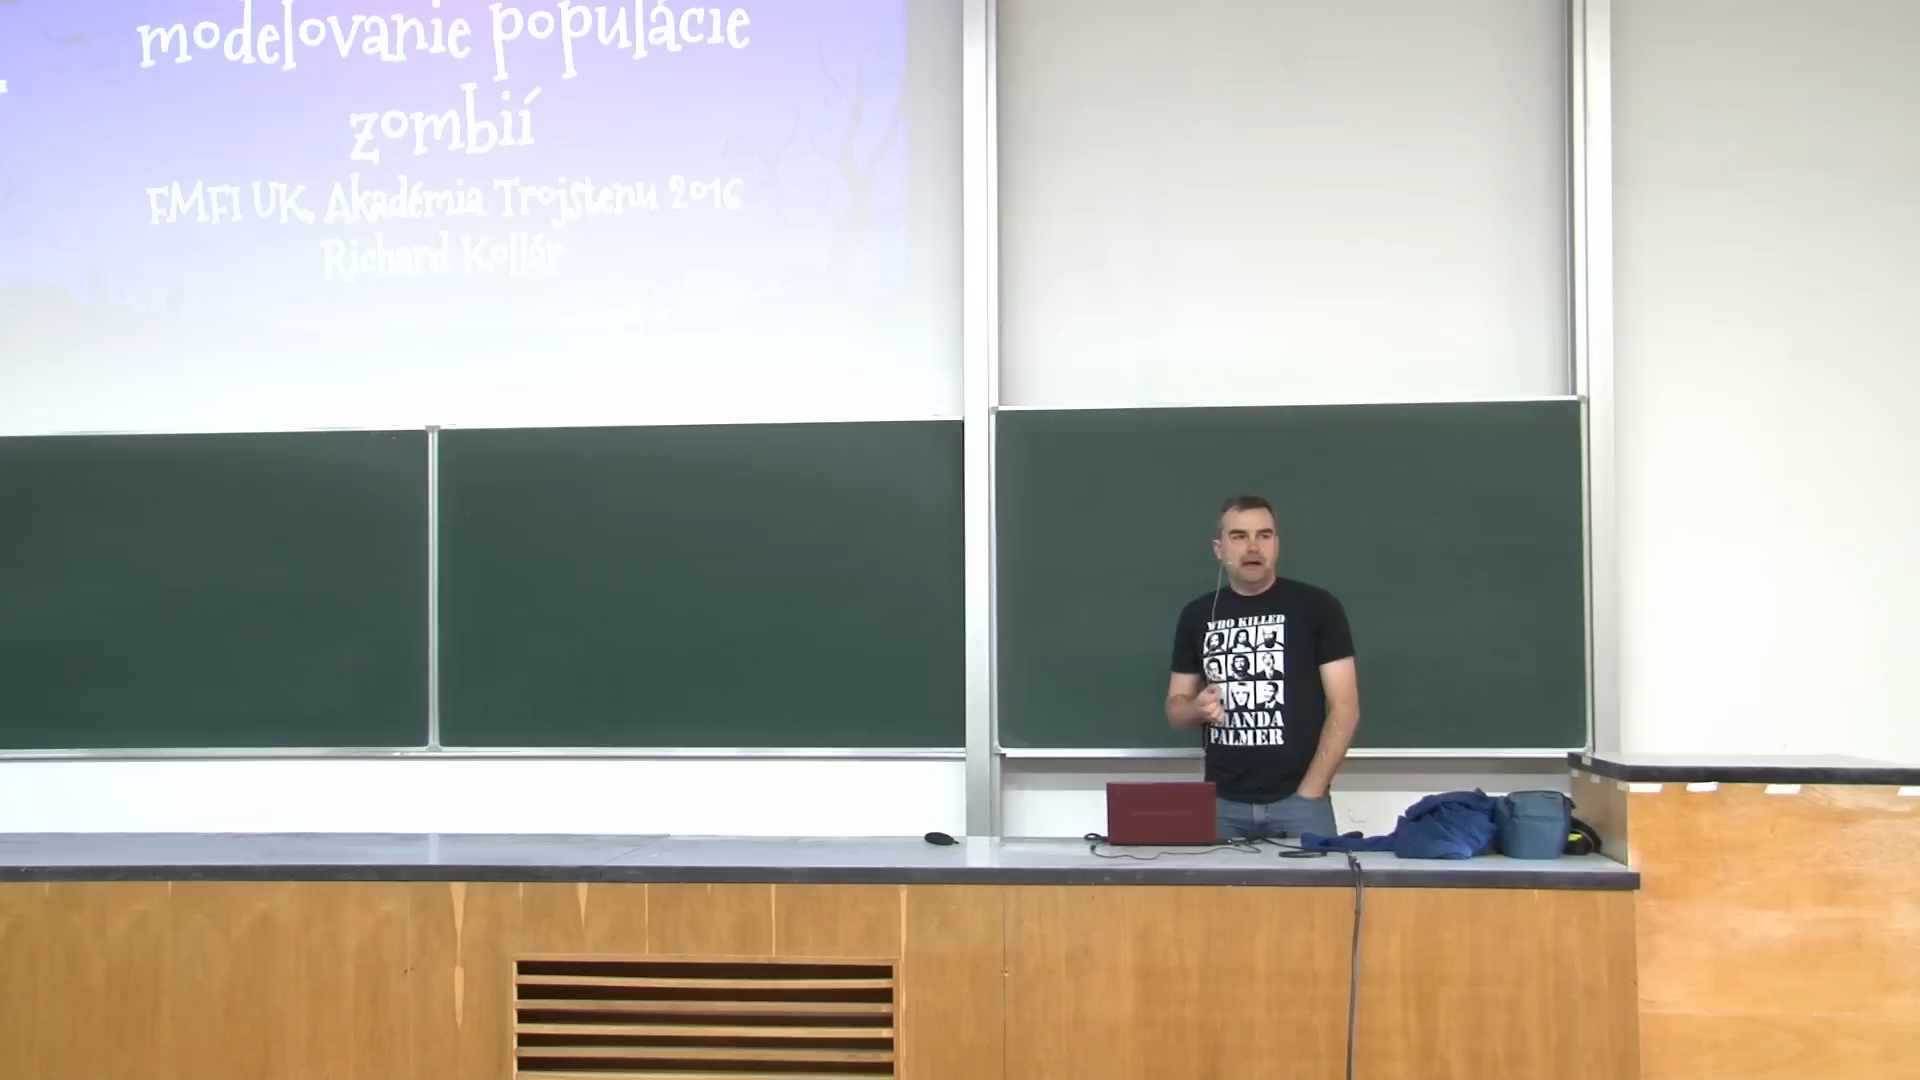 modelovanie populácie
zombií
FMFI UK, Akadémia Trojstenu 2016
Richard Kollár
WHO KILLED
AMANDA
PALMER